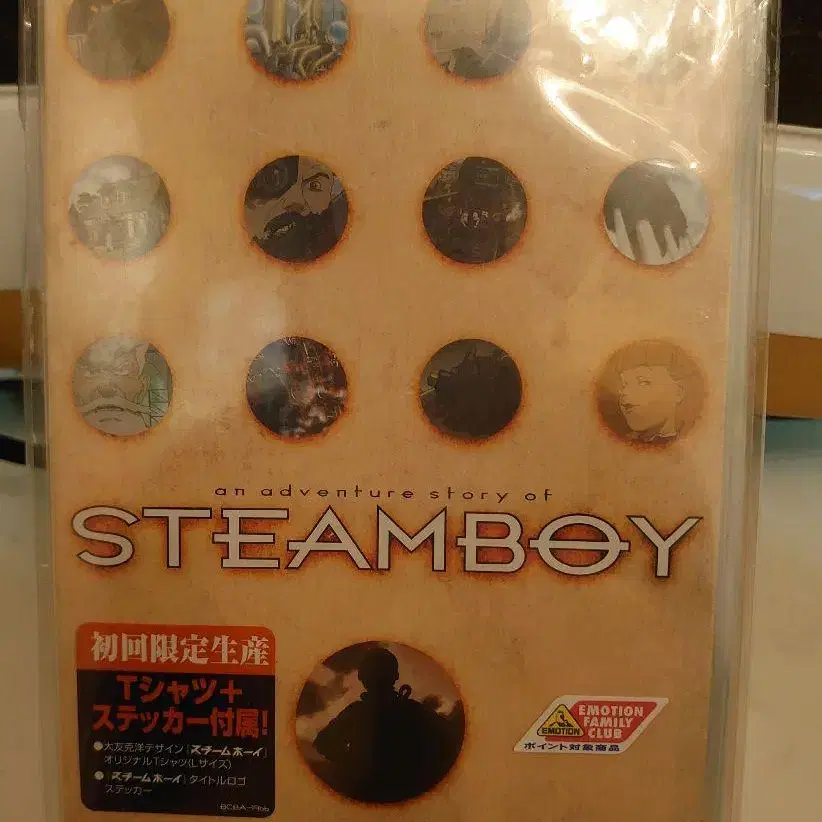 an adventure story of
STEAMBOY
初回限定生産
Tシャツ+
ステッカー付属!
●大友克洋デザイン『スチームボーイ』
オリジナルTシャツ(Lサイズ)
●『スチームボーイ』タイトルロゴ
ステッカー
EMOTION
EMOTION
FAMILY
CLUB
ポイント対象商品